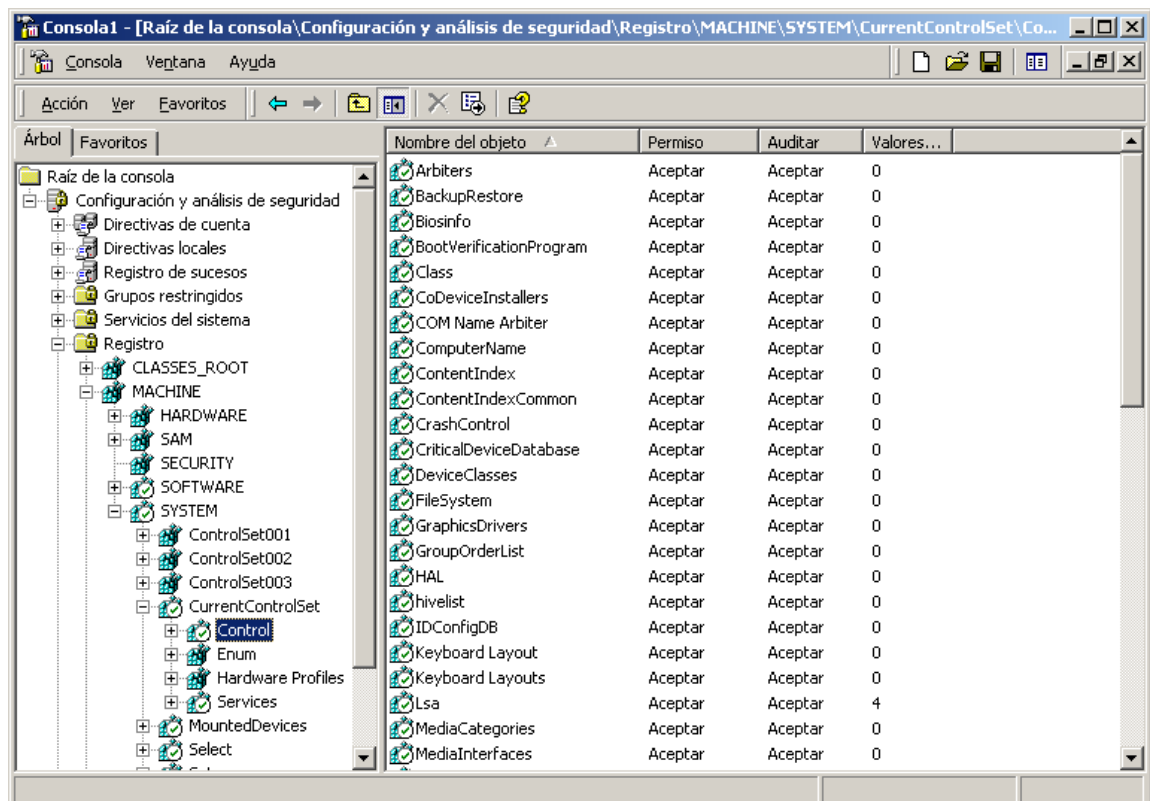 Consola1 - [Raíz de la consola\Configuración y análisis de seguridad\Registro\MACHINE\SYSTEM\CurrentControlSet\Co...
Consola Ventana Ayuda
Acción Ver Favoritos
Árbol Favoritos
Raíz de la consola
Configuración y análisis de seguridad
Directivas de cuenta
Directivas locales
Registro de sucesos
Grupos restringidos
Servicios del sistema
Registro
CLASSES_ROOT
MACHINE
HARDWARE
SAM
SECURITY
SOFTWARE
SYSTEM
ControlSet001
ControlSet002
ControlSet003
CurrentControlSet
Control
Enum
Hardware Profiles
Services
MountedDevices
Select
Nombre del objeto Permiso Auditar Valores...
Arbiters Aceptar Aceptar 0
BackupRestore Aceptar Aceptar 0
Biosinfo Aceptar Aceptar 0
BootVerificationProgram Aceptar Aceptar 0
Class Aceptar Aceptar 0
CoDeviceInstallers Aceptar Aceptar 0
COM Name Arbiter Aceptar Aceptar 0
ComputerName Aceptar Aceptar 0
ContentIndex Aceptar Aceptar 0
ContentIndexCommon Aceptar Aceptar 0
CrashControl Aceptar Aceptar 0
CriticalDeviceDatabase Aceptar Aceptar 0
DeviceClasses Aceptar Aceptar 0
FileSystem Aceptar Aceptar 0
GraphicsDrivers Aceptar Aceptar 0
GroupOrderList Aceptar Aceptar 0
HAL Aceptar Aceptar 0
hivelist Aceptar Aceptar 0
IDConfigDB Aceptar Aceptar 0
Keyboard Layout Aceptar Aceptar 0
Keyboard Layouts Aceptar Aceptar 0
Lsa Aceptar Aceptar 4
MediaCategories Aceptar Aceptar 0
MediaInterfaces Aceptar Aceptar 0